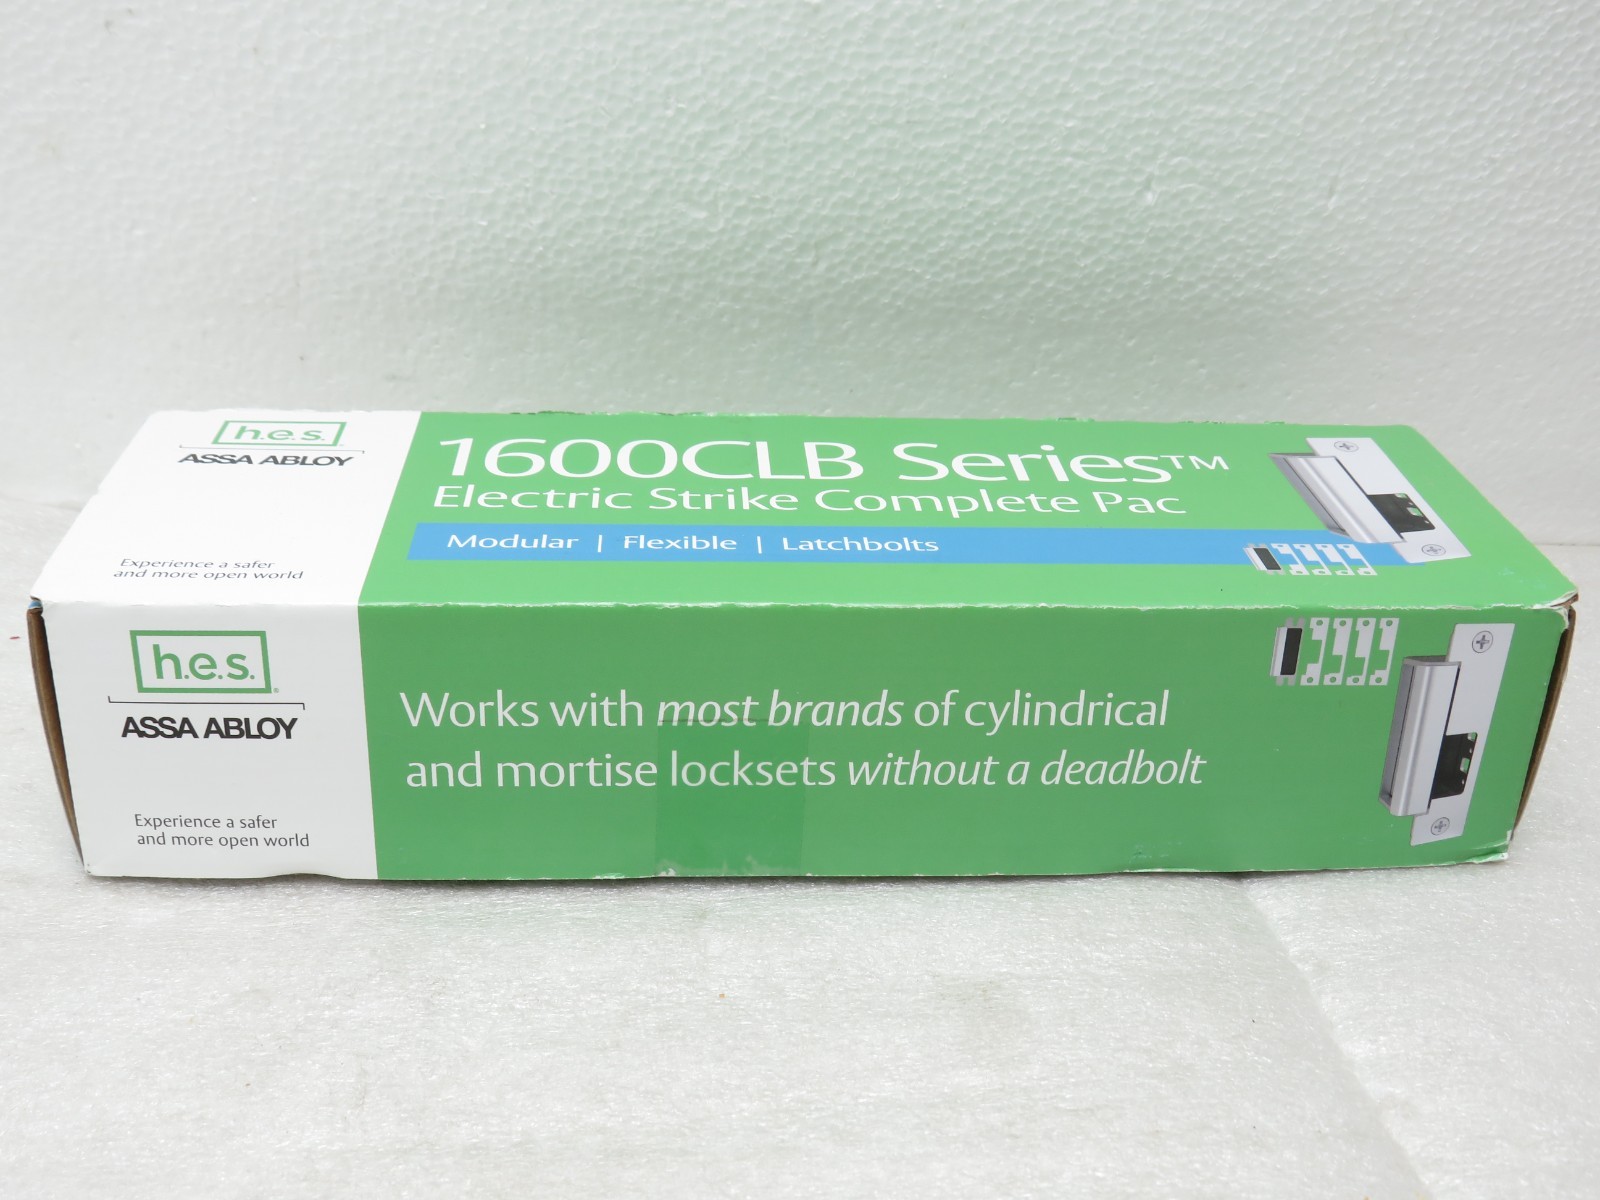 h.e.s.
ASSA ABLOY
Experience a safer
and more open world
1600CLB Series™
Electric Strike Complete Pac
Modular | Flexible | Latchbolts
h.e.s.®
ASSA ABLOY
Experience a safer
and more open world
Works with most brands of cylindrical
and mortise locksets without a deadbolt